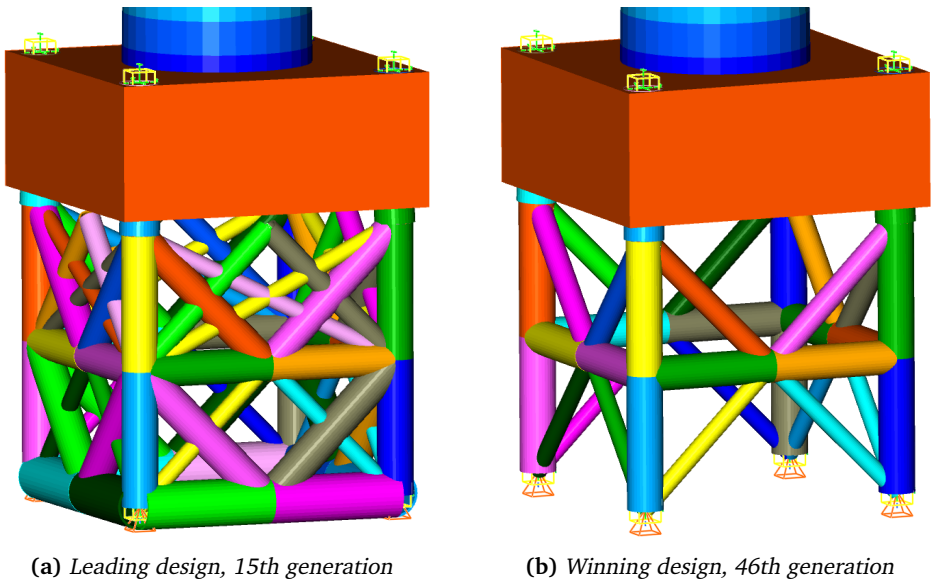 (a) Leading design, 15th generation
(b) Winning design, 46th generation